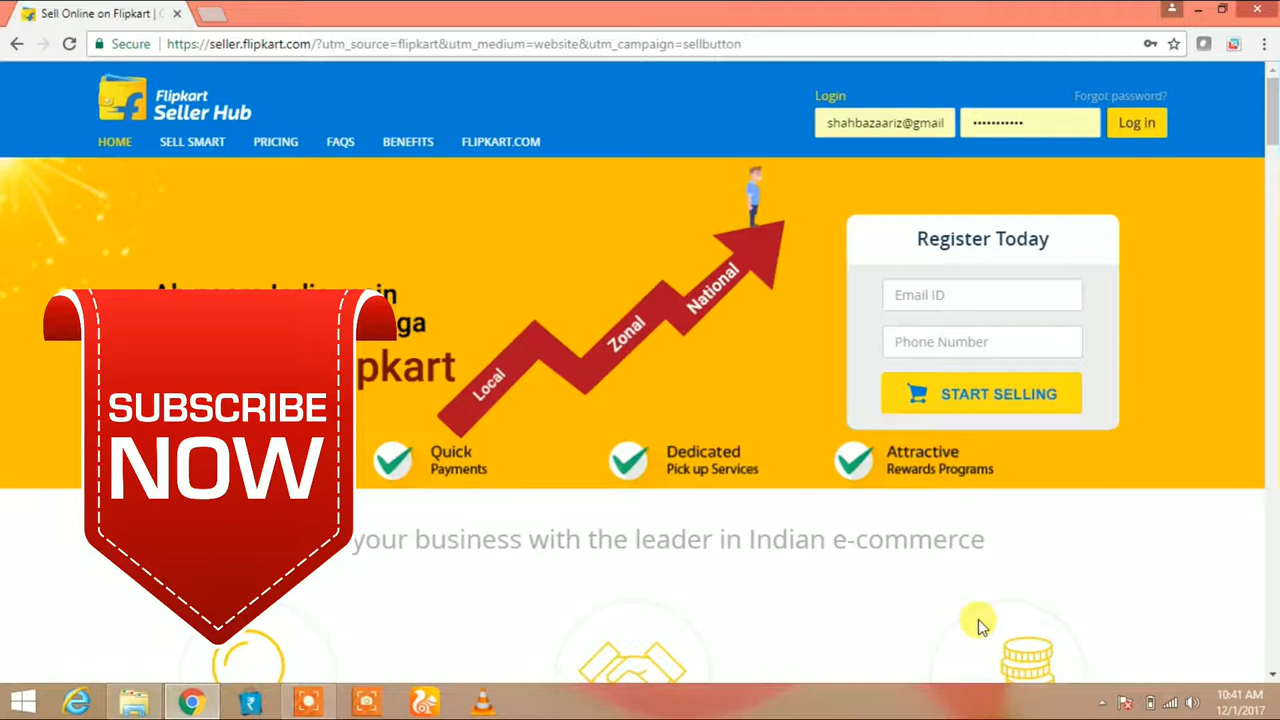 Sell Online on Flipkart | G
Secure
https://seller.flipkart.com/?utm_source=flipkart&utm_medium=website&utm_campaign=sellbutton
Flipkart
Seller Hub
Login
Forgot password?
shahbazaariz@gmail
•••••••••••
Log in
HOME
SELL SMART
PRICING
FAQS
BENEFITS
FLIPKART.COM
in
ga
pkart
Local
Zonal
National
Register Today
Email ID
Phone Number
START SELLING
SUBSCRIBE
NOW
Quick
Payments
Dedicated
Pick up Services
Attractive
Rewards Programs
your business with the leader in Indian e-commerce
10:41 AM
12/1/2017